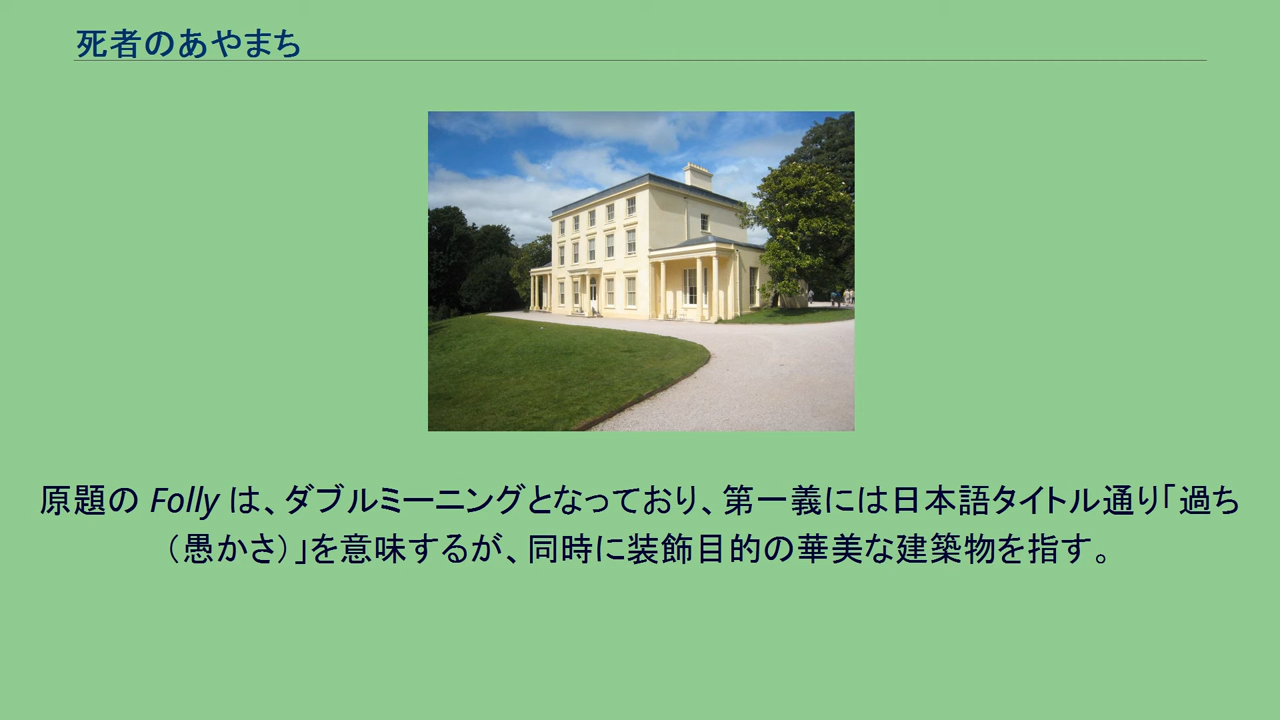 死者のあやまち
原題の Folly は、ダブルミーニングとなっており、第一義には日本語タイトル通り「過ち
（愚かさ）」を意味するが、同時に装飾目的の華美な建築物を指す。